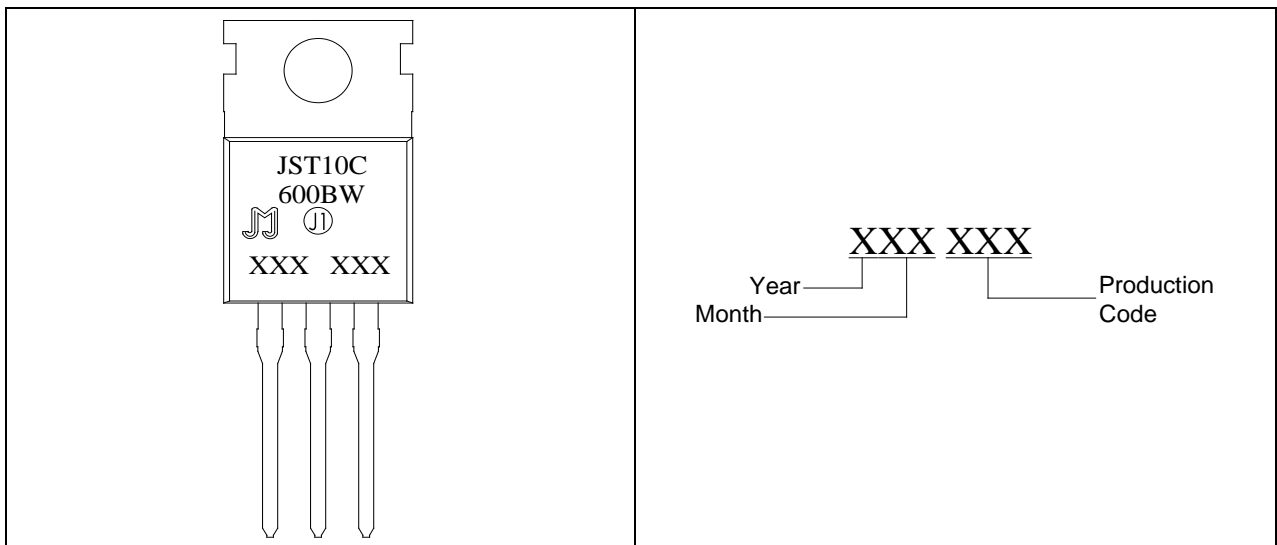 JST10C
600BW
JJ J1
XXX XXX
XXX XXX
Year
Month
Production
Code